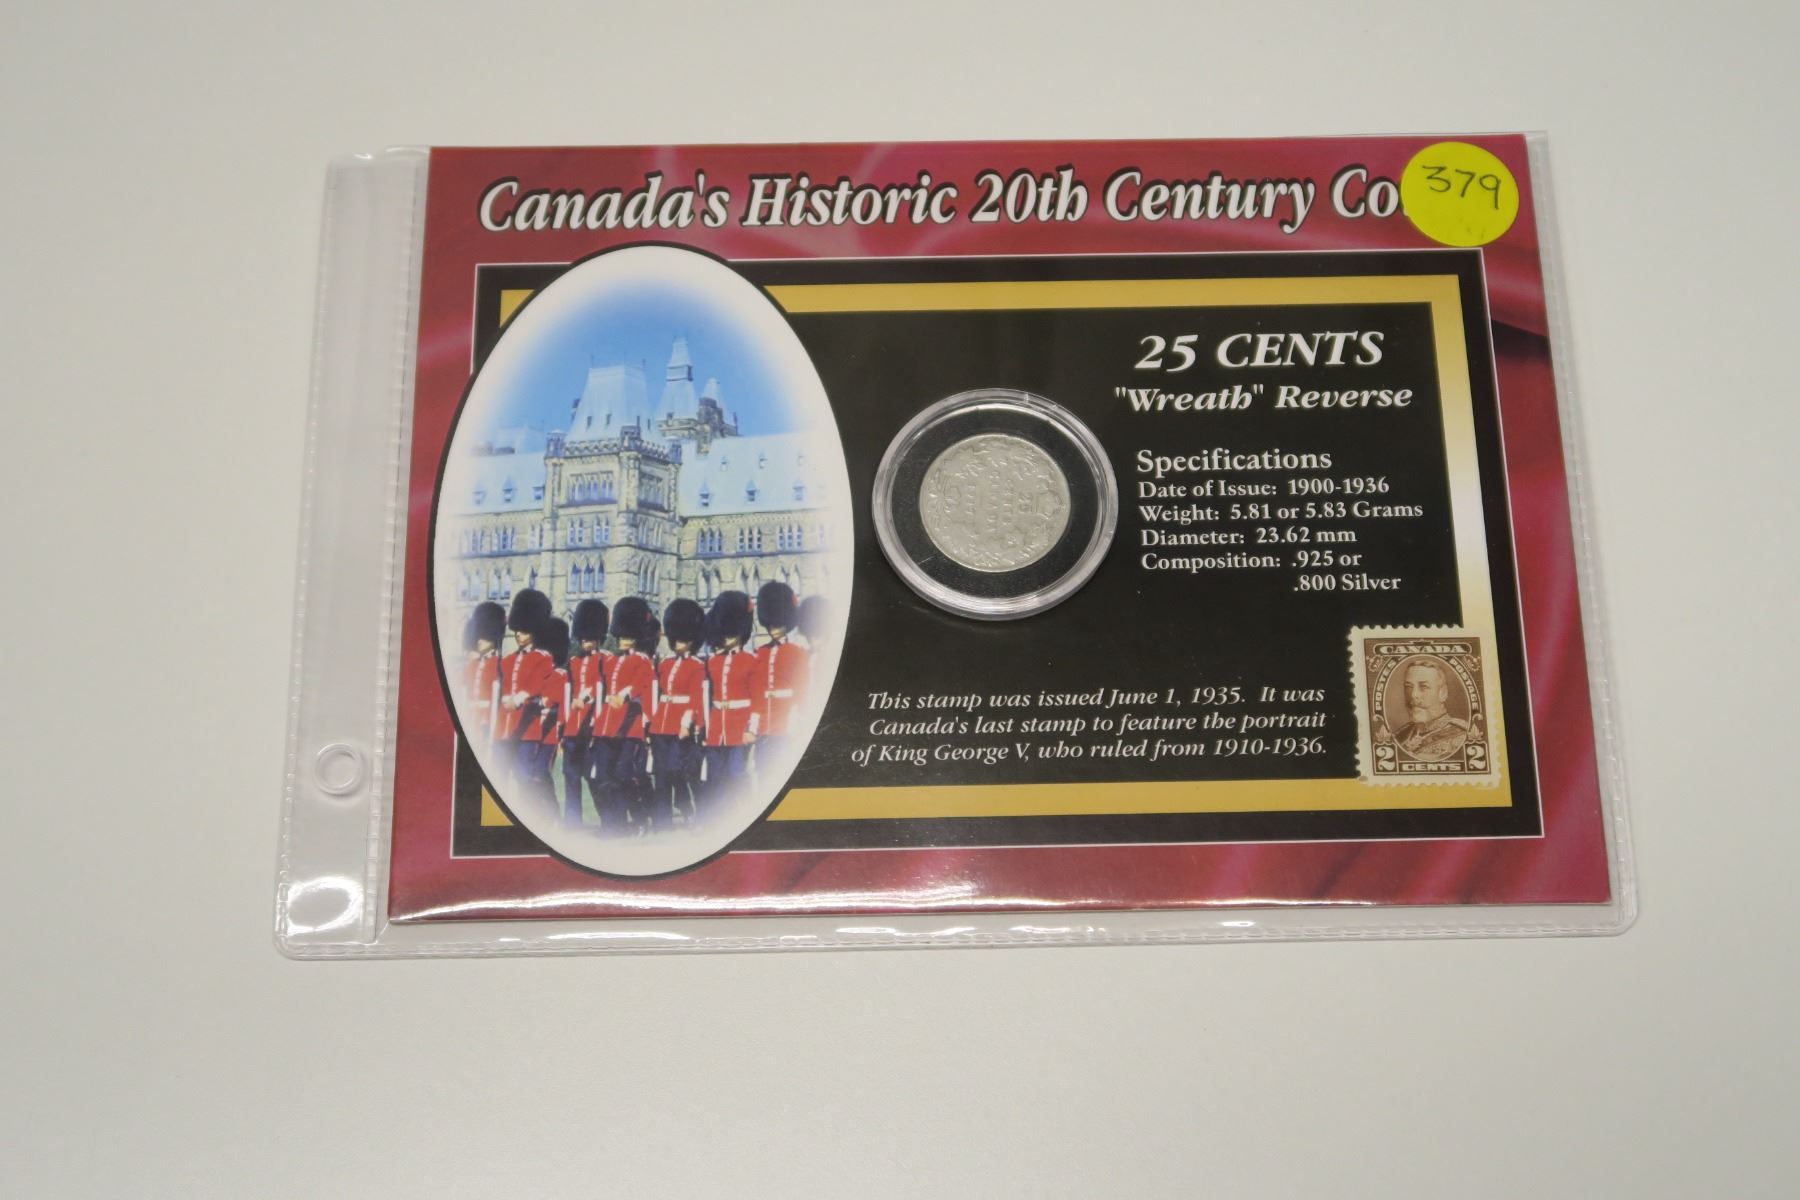 Canada's Historic 20th Century Co
379
25 CENTS
"Wreath" Reverse
Specifications
Date of Issue: 1900-1936
Weight: 5.81 or 5.83 Grams
Diameter: 23.62 mm
Composition: .925 or
.800 Silver
This stamp was issued June 1, 1935. It was
Canada's last stamp to feature the portrait
of King George V, who ruled from 1910-1936.
CANADA
POSTES POSTAGE
2 CENTS 2